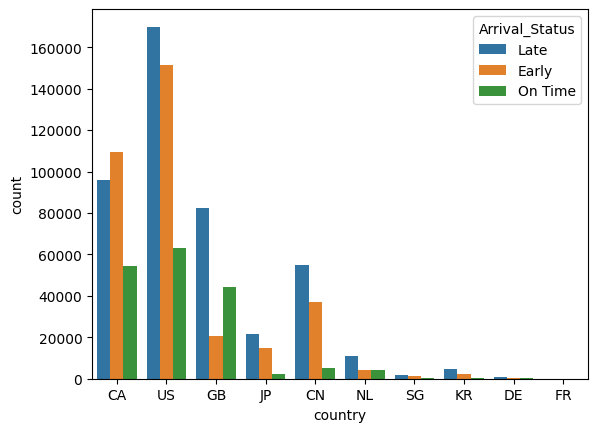 Arrival_Status
Late
Early
On Time
160000
140000
120000
100000
80000
60000
40000
20000
0
count
CA US GB JP CN NL SG KR DE FR
country